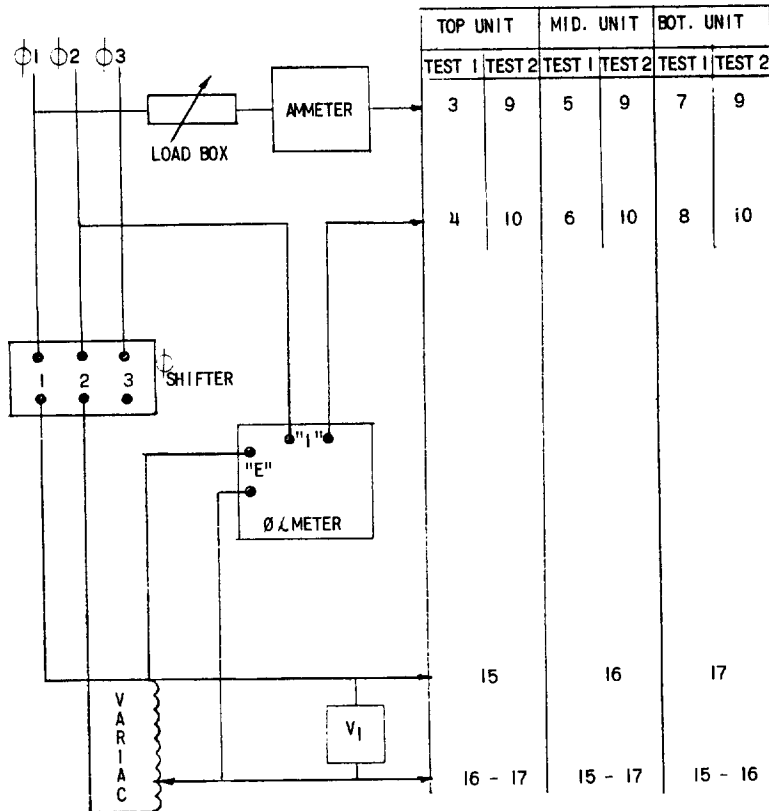 TOP UNIT MID. UNIT BOT. UNIT
TEST 1 TEST 2 TEST 1 TEST 2 TEST 1 TEST 2
ϕ1 ϕ2 ϕ3
3 9 5 9 7 9
AMMETER
LOAD BOX
4 10 6 10 8 10
1 2 3
ϕ SHIFTER
"I"
"E"
Ø∠ METER
15 16 17
VARIAC
V1
16 - 17 15 - 17 15 - 16